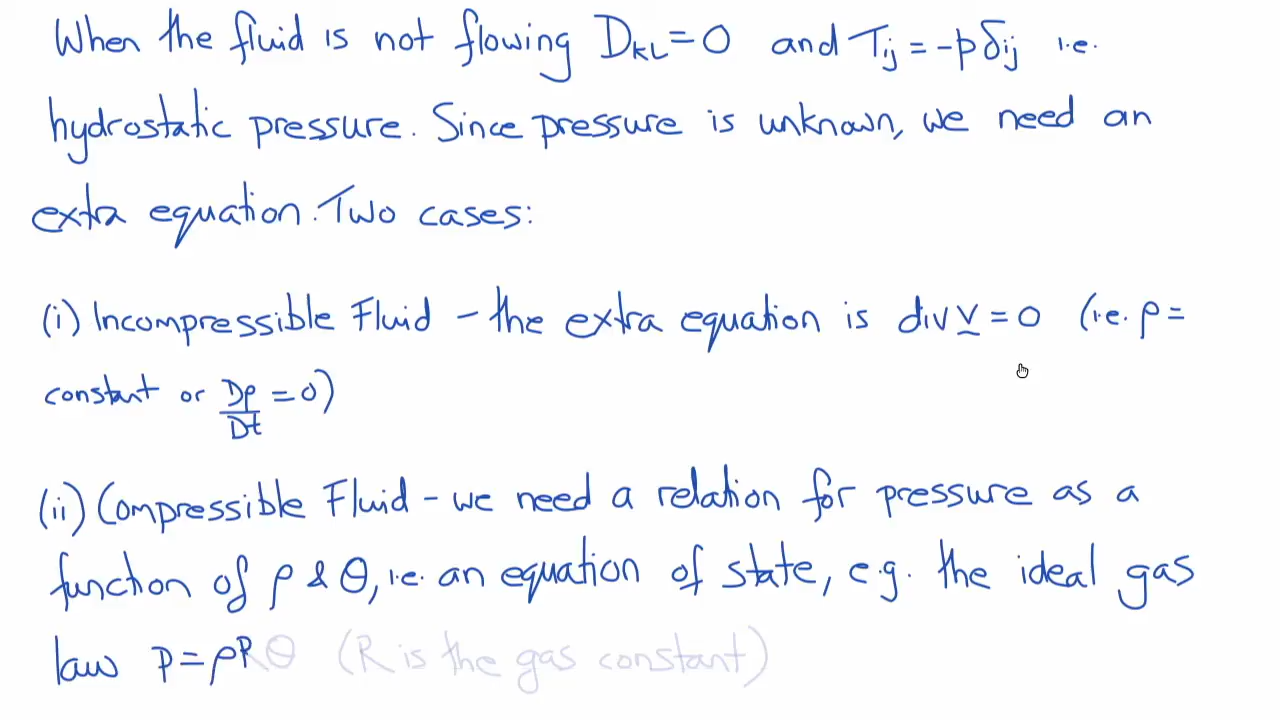 When the fluid is not flowing D_KL = 0 and T_ij = -p δ_ij i.e.
hydrostatic pressure. Since pressure is unknown, we need an
extra equation. Two cases:
(i) Incompressible Fluid - the extra equation is div v = 0 (i.e. ρ =
constant or Dρ/Dt = 0)
(ii) Compressible Fluid - we need a relation for pressure as a
function of ρ & θ, i.e. an equation of state, e.g. the ideal gas
law p = ρRθ (R is the gas constant)